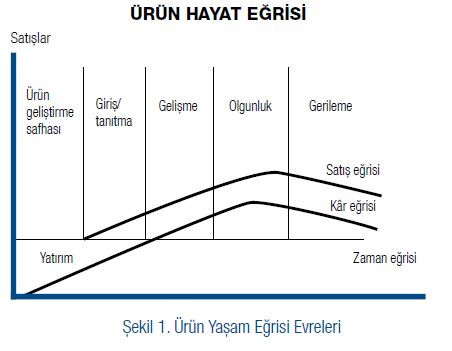 ÜRÜN HAYAT EĞRİSİ
Satışlar
Ürün
geliştirme
safhası
Giriş/
tanıtma
Gelişme
Olgunluk
Gerileme
Satış eğrisi
Kâr eğrisi
Yatırım
Zaman eğrisi
Şekil 1. Ürün Yaşam Eğrisi Evreleri